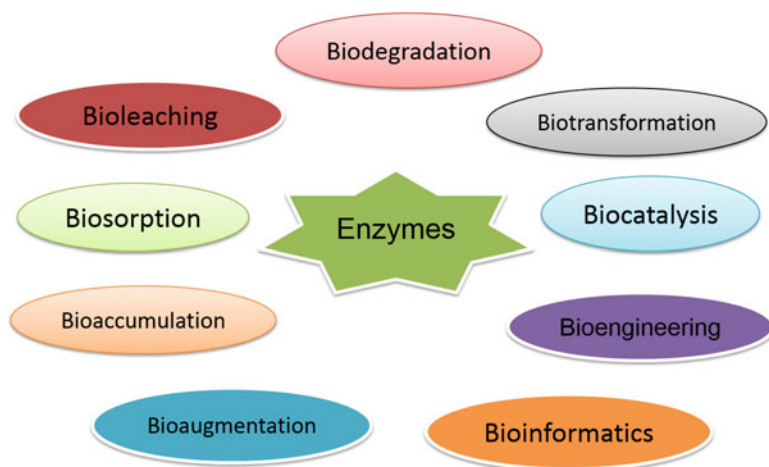 Biodegradation
Bioleaching
Biotransformation
Biosorption
Enzymes
Biocatalysis
Bioaccumulation
Bioengineering
Bioaugmentation
Bioinformatics